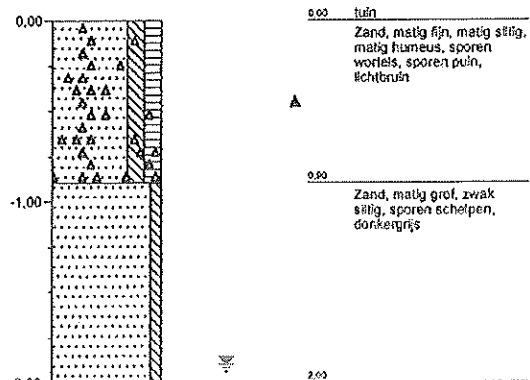 0,00
-1,00
0.00 tuin
Zand, matig fijn, matig siltig,
matig humeus, sporen
wortels, sporen puin,
lichtbruin
0.90
Zand, matig grof, zwak
siltig, sporen schelpen,
donkergrijs
2.00